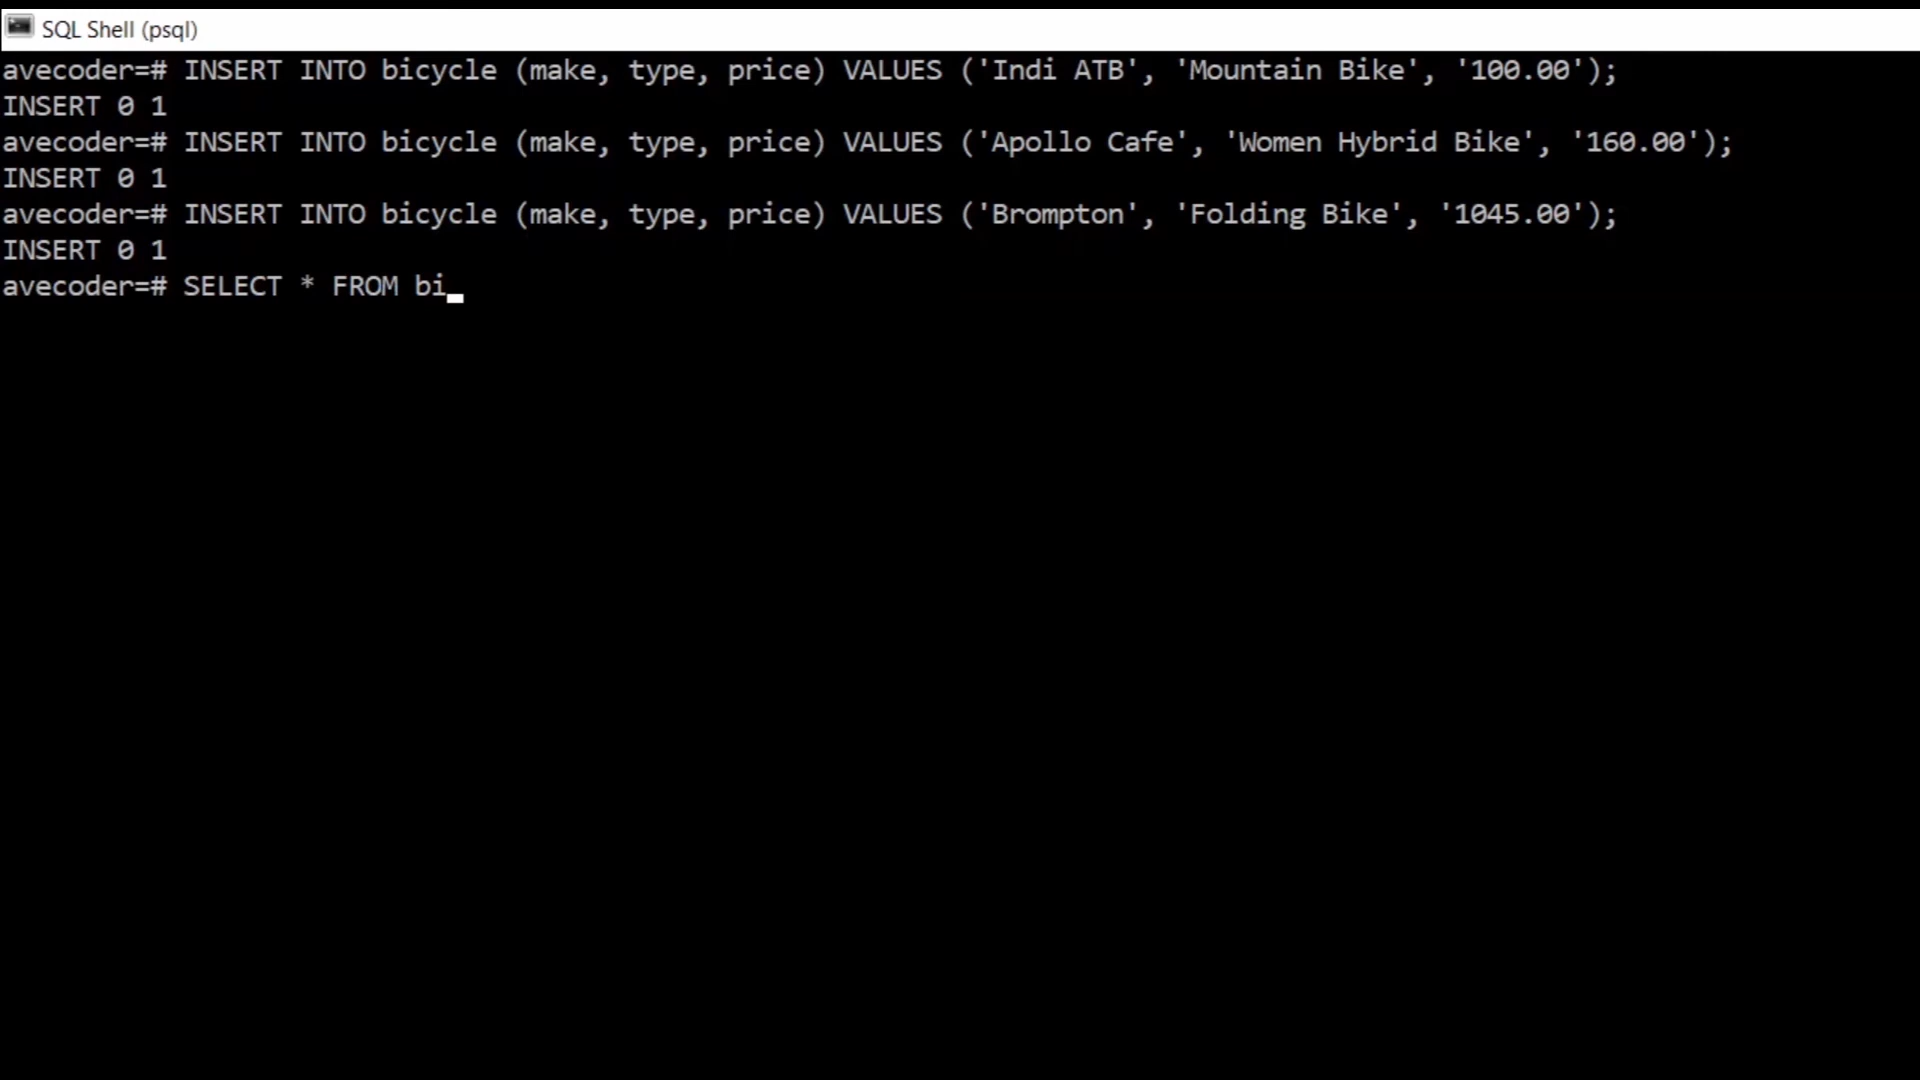 SQL Shell (psql)
avecoder=# INSERT INTO bicycle (make, type, price) VALUES ('Indi ATB', 'Mountain Bike', '100.00');
INSERT 0 1
avecoder=# INSERT INTO bicycle (make, type, price) VALUES ('Apollo Cafe', 'Women Hybrid Bike', '160.00');
INSERT 0 1
avecoder=# INSERT INTO bicycle (make, type, price) VALUES ('Brompton', 'Folding Bike', '1045.00');
INSERT 0 1
avecoder=# SELECT * FROM bi